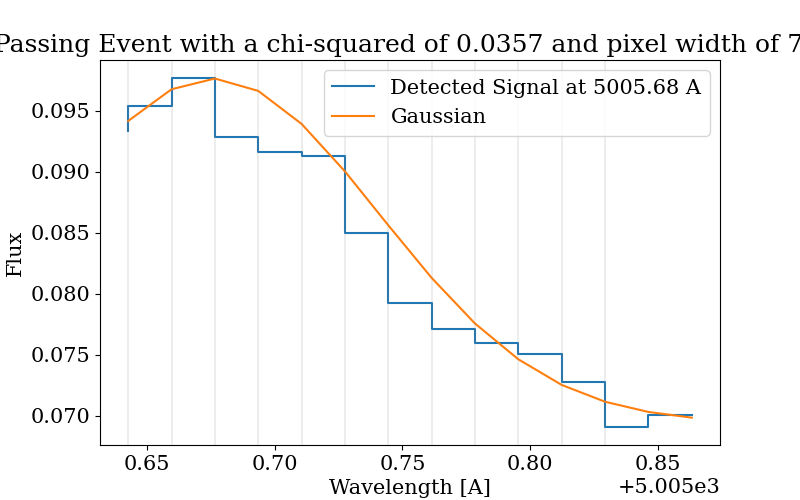 Passing Event with a chi-squared of 0.0357 and pixel width of 7
Detected Signal at 5005.68 A
Gaussian
Flux
0.095
0.090
0.085
0.080
0.075
0.070
0.65 0.70 0.75 0.80 0.85
+5.005e3
Wavelength [A]